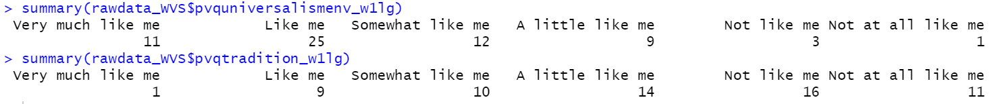 > summary(rawdata_WVS$pvquniversalismenv_w1lg)
Very much like me Like me Somewhat like me A little like me Not like me Not at all like me
11 25 12 9 3 1
> summary(rawdata_WVS$pvqtradition_w1lg)
Very much like me Like me Somewhat like me A little like me Not like me Not at all like me
1 9 10 14 16 11